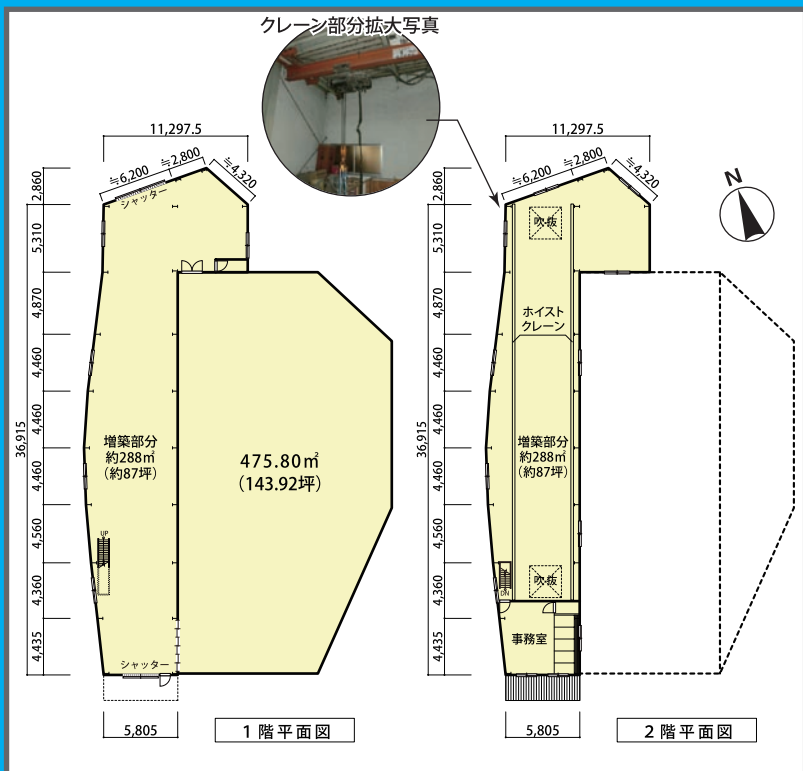 クレーン部分拡大写真
11,297.5
≒6,200
≒2,800
≒4,320
シャッター
2,860
5,310
4,870
4,460
4,460
4,460
4,560
4,360
4,435
36,915
増築部分
約288㎡
(約87坪)
475.80㎡
(143.92坪)
UP
シャッター
5,805
1階平面図
11,297.5
≒6,200
≒2,800
≒4,320
N
2,860
5,310
4,870
4,460
4,460
4,460
4,560
4,360
4,435
36,915
吹抜
ホイスト
クレーン
増築部分
約288㎡
(約87坪)
吹抜
DN
事務室
5,805
2階平面図